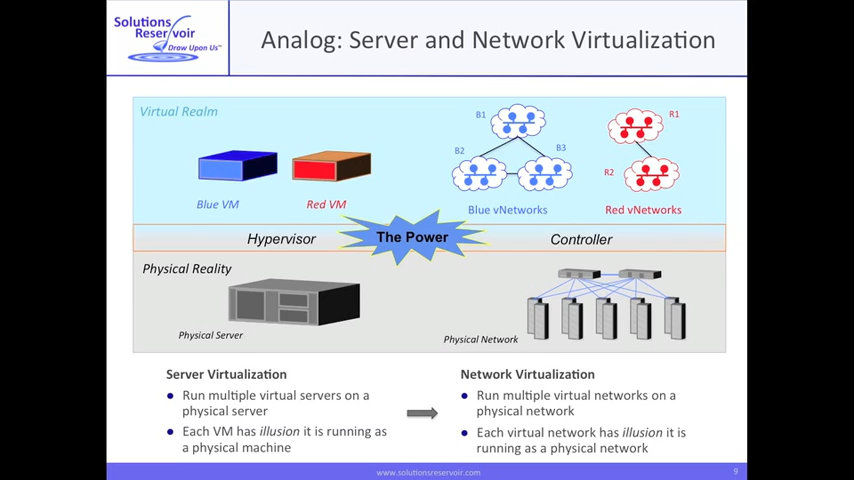 Solutions
Reservoir
"Draw Upon Us"
Analog: Server and Network Virtualization
Virtual Realm
B1
R1
B2
B3
R2
Blue VM
Red VM
Blue vNetworks
Red vNetworks
Hypervisor
The Power
Controller
Physical Reality
Physical Server
Physical Network
Server Virtualization
● Run multiple virtual servers on a
physical server
● Each VM has illusion it is running as
a physical machine
Network Virtualization
● Run multiple virtual networks on a
physical network
● Each virtual network has illusion it is
running as a physical network
www.solutionsreservoir.com
9